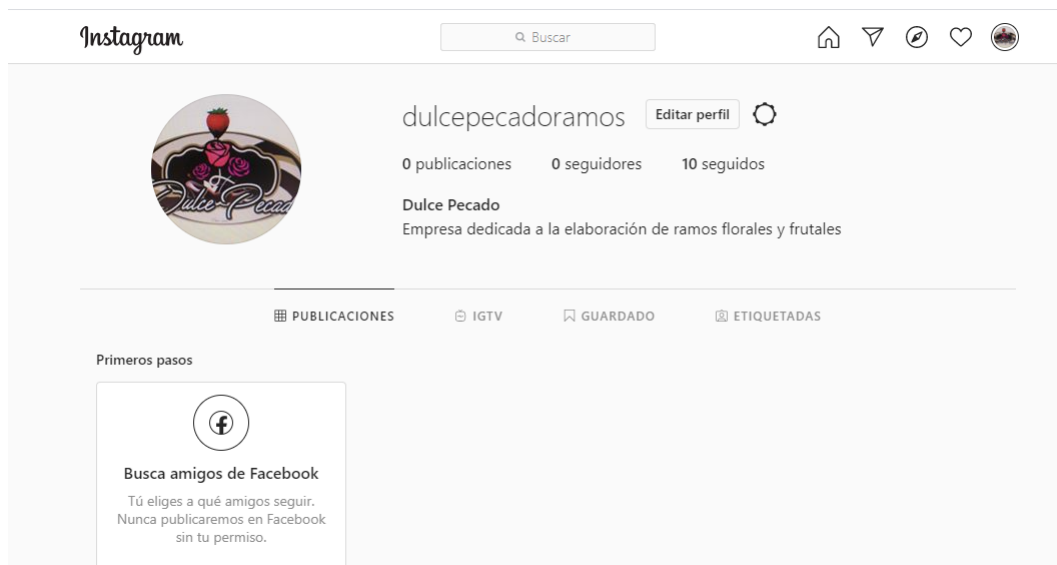 Instagram
Buscar
dulcepecadoramos Editar perfil
0 publicaciones 0 seguidores 10 seguidos
Dulce Pecado
Empresa dedicada a la elaboración de ramos florales y frutales
Dulce Pecado
PUBLICACIONES IGTV GUARDADO ETIQUETADAS
Primeros pasos
Busca amigos de Facebook
Tú eliges a qué amigos seguir.
Nunca publicaremos en Facebook
sin tu permiso.